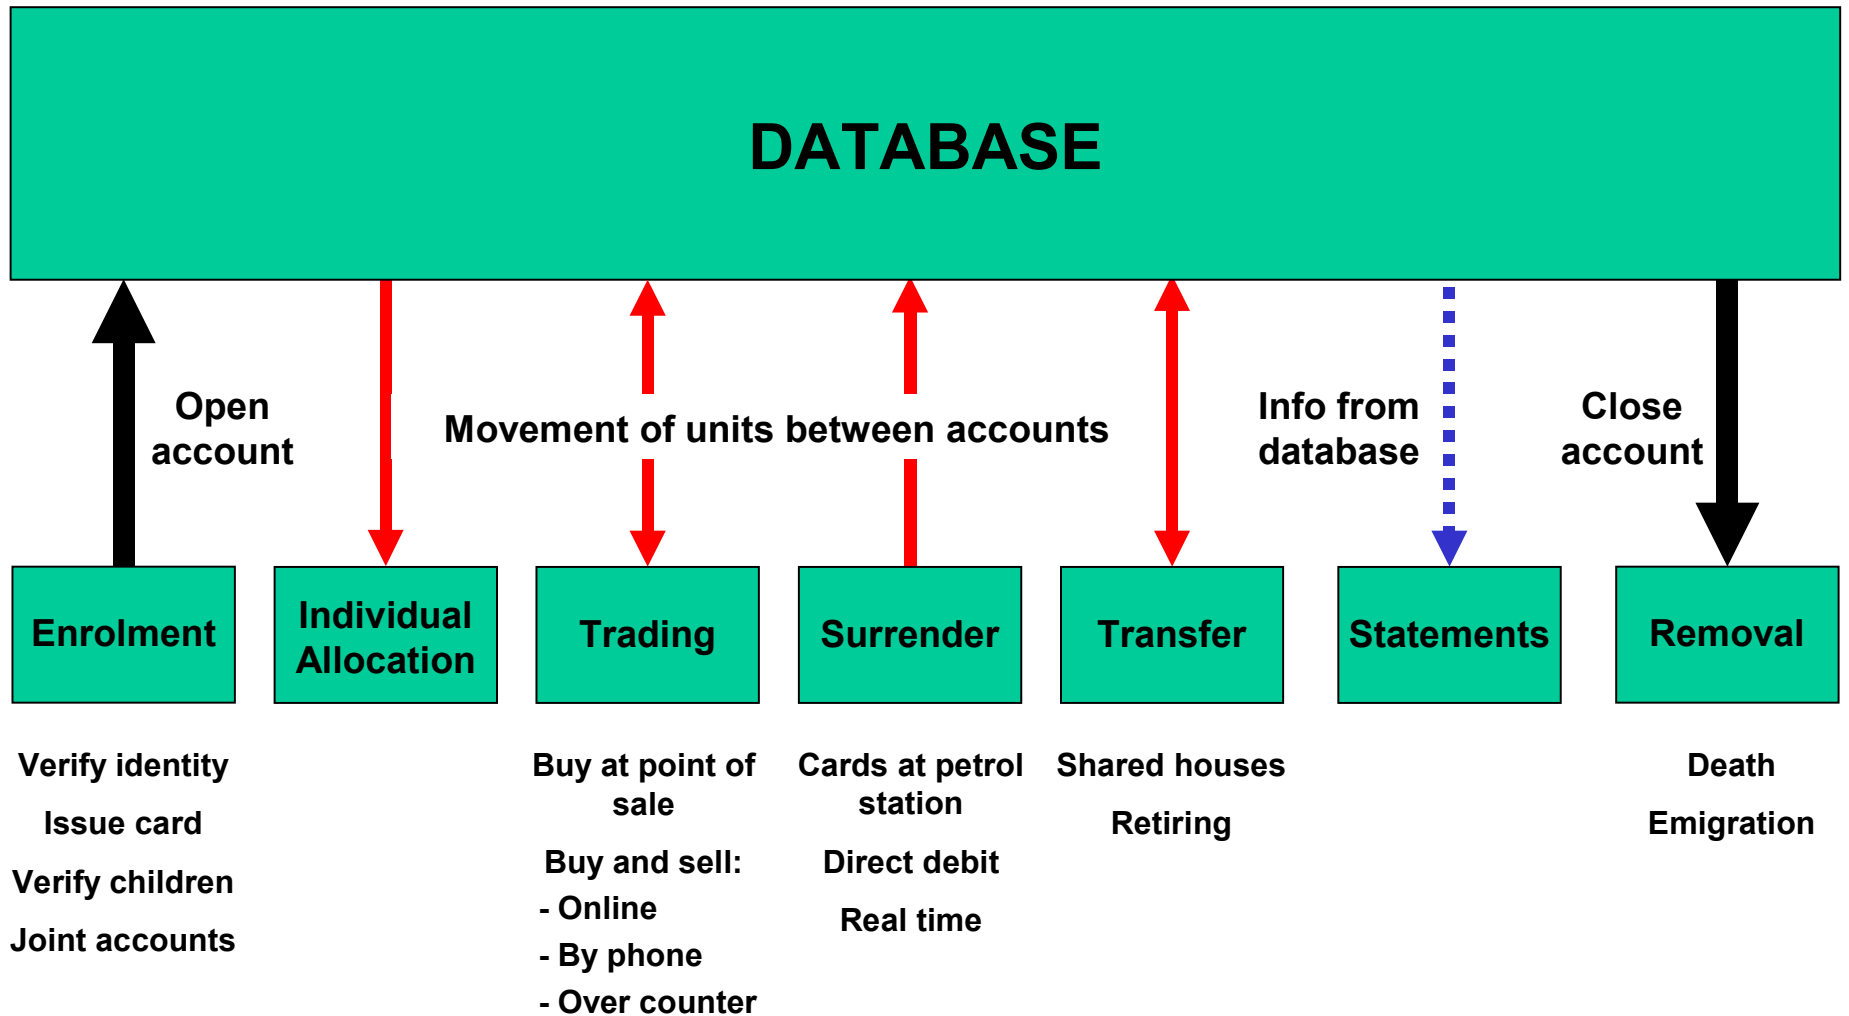 DATABASE
Open
account
Movement of units between accounts
Info from
database
Close
account
Enrolment
Individual
Allocation
Trading
Surrender
Transfer
Statements
Removal
Verify identity
Issue card
Verify children
Joint accounts
Buy at point of
sale
Buy and sell:
- Online
- By phone
- Over counter
Cards at petrol
station
Direct debit
Real time
Shared houses
Retiring
Death
Emigration